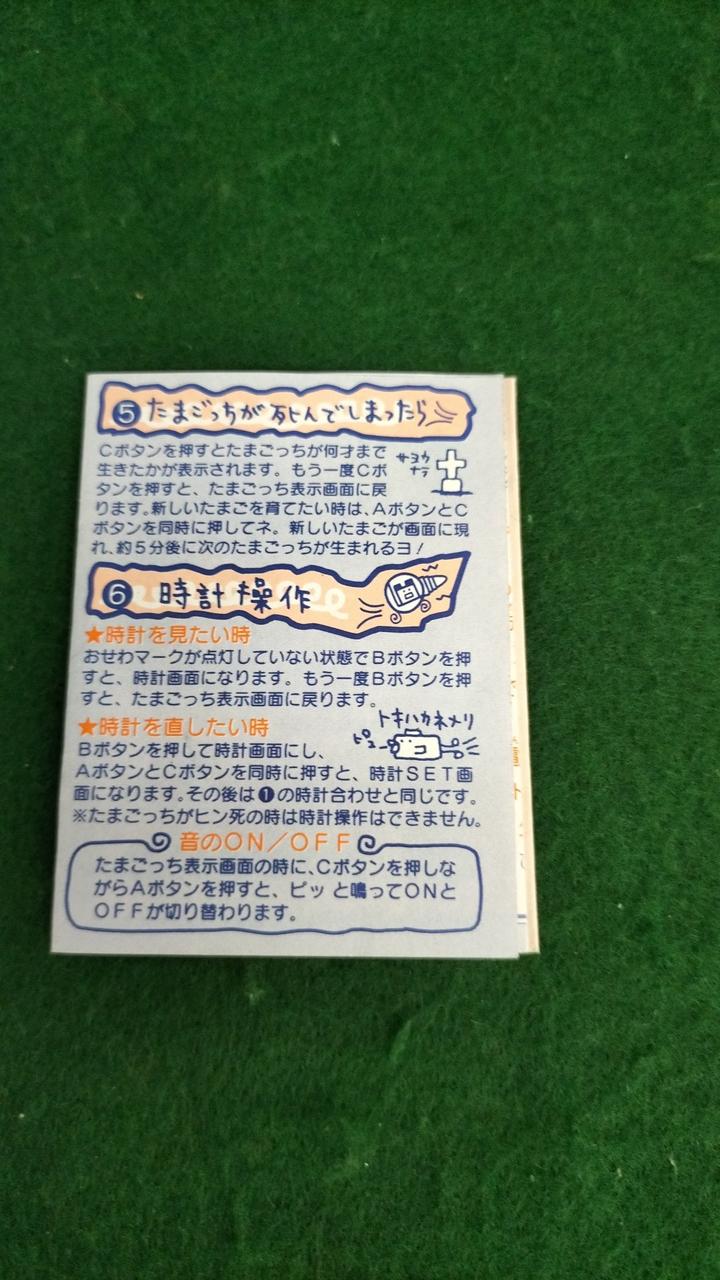 ❺たまごっちが死んでしまったら
Cボタンを押すとたまごっちが何才まで
生きたかが表示されます。もう一度Cボ
タンを押すと、たまごっち表示画面に戻
ります。新しいたまごを育てたい時は、AボタンとC
ボタンを同時に押してネ。新しいたまごが画面に現
れ、約5分後に次のたまごっちが生まれるヨ!
サヨウ
ナラ
❻時計操作
★時計を見たい時
おせわマークが点灯していない状態でBボタンを押
すと、時計画面になります。もう一度Bボタンを押
すと、たまごっち表示画面に戻ります。
★時計を直したい時
トキハカネメリ
ピュー
Bボタンを押して時計画面にし、
AボタンとCボタンを同時に押すと、時計SET画
面になります。その後は❶の時計合わせと同じです。
※たまごっちがヒン死の時は時計操作はできません。
音のON/OFF
たまごっち表示画面の時に、Cボタンを押しな
がらAボタンを押すと、ピッと鳴ってONと
OFFが切り替わります。